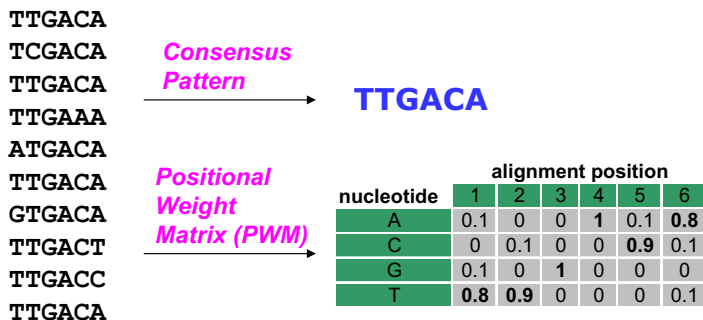 TTGACA
TCGACA
TTGACA
TTGAAA
ATGACA
TTGACA
GTGACA
TTGACT
TTGACC
TTGACA
Consensus
Pattern
TTGACA
Positional
Weight
Matrix (PWM)
alignment position
nucleotide 1 2 3 4 5 6
A 0.1 0 0 1 0.1 0.8
C 0 0.1 0 0 0.9 0.1
G 0.1 0 1 0 0 0
T 0.8 0.9 0 0 0 0.1